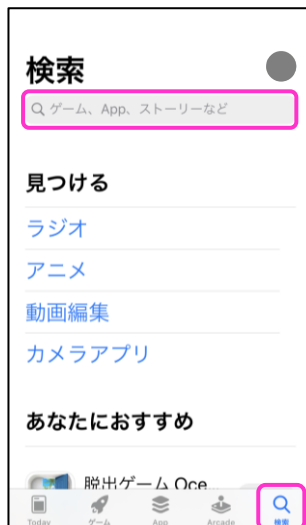 検索
ゲーム、App、ストーリーなど
見つける
ラジオ
アニメ
動画編集
カメラアプリ
あなたにおすすめ
脱出ゲーム Oce...
Today
ゲーム
App
Arcade
検索